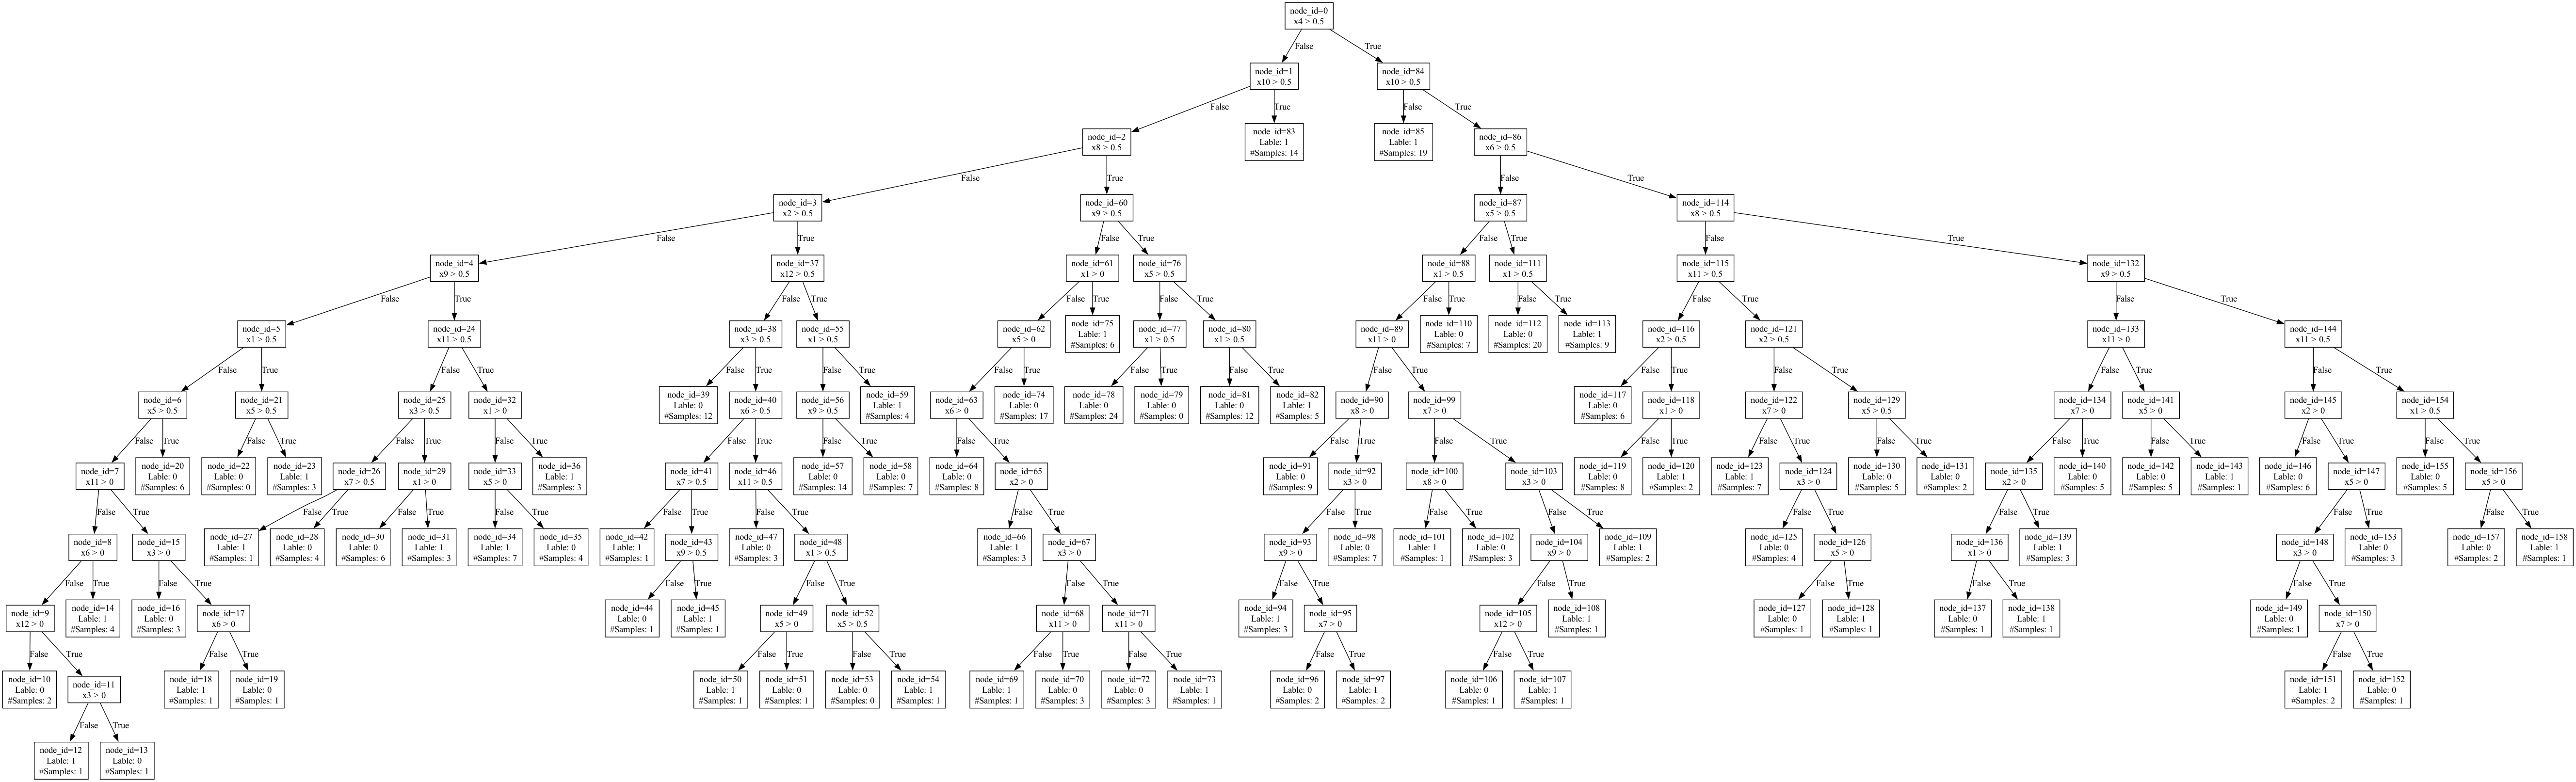 node_id=0
x4 > 0.5
False
True
node_id=1
x10 > 0.5
node_id=84
x10 > 0.5
False
True
False
True
node_id=2
x8 > 0.5
node_id=83
Lable: 1
#Samples: 14
node_id=85
Lable: 1
#Samples: 19
node_id=86
x6 > 0.5
False
True
False
True
node_id=3
x2 > 0.5
node_id=60
x9 > 0.5
node_id=87
x5 > 0.5
node_id=114
x8 > 0.5
False
True
False
True
False
True
False
True
node_id=4
x9 > 0.5
node_id=37
x12 > 0.5
node_id=61
x1 > 0
node_id=76
x5 > 0.5
node_id=88
x1 > 0.5
node_id=111
x1 > 0.5
node_id=115
x11 > 0.5
node_id=132
x9 > 0.5
False
True
False
True
False
True
False
True
False
True
False
True
False
True
False
True
node_id=5
x1 > 0.5
node_id=24
x11 > 0.5
node_id=38
x3 > 0.5
node_id=55
x1 > 0.5
node_id=62
x5 > 0
node_id=75
Lable: 1
#Samples: 6
node_id=77
x1 > 0.5
node_id=80
x1 > 0.5
node_id=89
x11 > 0
node_id=110
Lable: 0
#Samples: 7
node_id=112
Lable: 0
#Samples: 20
node_id=113
Lable: 1
#Samples: 9
node_id=116
x2 > 0.5
node_id=121
x2 > 0.5
node_id=133
x11 > 0
node_id=144
x11 > 0.5
False
True
False
True
False
True
False
True
False
True
False
True
False
True
False
True
False
True
False
True
False
True
False
True
node_id=6
x5 > 0.5
node_id=21
x5 > 0.5
node_id=25
x3 > 0.5
node_id=32
x1 > 0
node_id=39
Lable: 0
#Samples: 12
node_id=40
x6 > 0.5
node_id=56
x9 > 0.5
node_id=59
Lable: 1
#Samples: 4
node_id=63
x6 > 0
node_id=74
Lable: 0
#Samples: 17
node_id=78
Lable: 0
#Samples: 24
node_id=79
Lable: 0
#Samples: 0
node_id=81
Lable: 0
#Samples: 12
node_id=82
Lable: 1
#Samples: 5
node_id=90
x8 > 0
node_id=99
x7 > 0
node_id=117
Lable: 0
#Samples: 6
node_id=118
x1 > 0
node_id=122
x7 > 0
node_id=129
x5 > 0.5
node_id=134
x7 > 0
node_id=141
x5 > 0
node_id=145
x2 > 0
node_id=154
x1 > 0.5
False
True
False
True
False
True
False
True
False
True
False
True
False
True
False
True
False
True
False
True
False
True
False
True
False
True
False
True
False
True
False
True
node_id=7
x11 > 0
node_id=20
Lable: 0
#Samples: 6
node_id=22
Lable: 0
#Samples: 0
node_id=23
Lable: 1
#Samples: 3
node_id=26
x7 > 0.5
node_id=29
x1 > 0
node_id=33
x5 > 0
node_id=36
Lable: 1
#Samples: 3
node_id=41
x7 > 0.5
node_id=46
x11 > 0.5
node_id=57
Lable: 0
#Samples: 14
node_id=58
Lable: 0
#Samples: 7
node_id=64
Lable: 0
#Samples: 8
node_id=65
x2 > 0
node_id=91
Lable: 0
#Samples: 9
node_id=92
x3 > 0
node_id=100
x8 > 0
node_id=103
x3 > 0
node_id=119
Lable: 0
#Samples: 8
node_id=120
Lable: 1
#Samples: 2
node_id=123
Lable: 1
#Samples: 7
node_id=124
x3 > 0
node_id=130
Lable: 0
#Samples: 5
node_id=131
Lable: 0
#Samples: 2
node_id=135
x2 > 0
node_id=140
Lable: 0
#Samples: 5
node_id=142
Lable: 0
#Samples: 5
node_id=143
Lable: 1
#Samples: 1
node_id=146
Lable: 0
#Samples: 6
node_id=147
x5 > 0
node_id=155
Lable: 0
#Samples: 5
node_id=156
x5 > 0
False
True
False
True
False
True
False
True
False
True
False
True
False
True
False
True
False
True
False
True
False
True
False
True
False
True
False
True
node_id=8
x6 > 0
node_id=15
x3 > 0
node_id=27
Lable: 1
#Samples: 1
node_id=28
Lable: 0
#Samples: 4
node_id=30
Lable: 0
#Samples: 6
node_id=31
Lable: 1
#Samples: 3
node_id=34
Lable: 1
#Samples: 7
node_id=35
Lable: 0
#Samples: 4
node_id=42
Lable: 1
#Samples: 1
node_id=43
x9 > 0.5
node_id=47
Lable: 0
#Samples: 3
node_id=48
x1 > 0.5
node_id=66
Lable: 1
#Samples: 3
node_id=67
x3 > 0
node_id=93
x9 > 0
node_id=98
Lable: 0
#Samples: 7
node_id=101
Lable: 1
#Samples: 1
node_id=102
Lable: 0
#Samples: 3
node_id=104
x9 > 0
node_id=109
Lable: 1
#Samples: 2
node_id=125
Lable: 0
#Samples: 4
node_id=126
x5 > 0
node_id=136
x1 > 0
node_id=139
Lable: 1
#Samples: 3
node_id=148
x3 > 0
node_id=153
Lable: 0
#Samples: 3
node_id=157
Lable: 0
#Samples: 2
node_id=158
Lable: 1
#Samples: 1
False
True
False
True
False
True
False
True
False
True
False
True
False
True
False
True
False
True
False
True
node_id=9
x12 > 0
node_id=14
Lable: 1
#Samples: 4
node_id=16
Lable: 0
#Samples: 3
node_id=17
x6 > 0
node_id=44
Lable: 0
#Samples: 1
node_id=45
Lable: 1
#Samples: 1
node_id=49
x5 > 0
node_id=52
x5 > 0.5
node_id=68
x11 > 0
node_id=71
x11 > 0
node_id=94
Lable: 1
#Samples: 3
node_id=95
x7 > 0
node_id=105
x12 > 0
node_id=108
Lable: 1
#Samples: 1
node_id=127
Lable: 0
#Samples: 1
node_id=128
Lable: 1
#Samples: 1
node_id=137
Lable: 0
#Samples: 1
node_id=138
Lable: 1
#Samples: 1
node_id=149
Lable: 0
#Samples: 1
node_id=150
x7 > 0
False
True
False
True
False
True
False
True
False
True
False
True
False
True
False
True
False
True
node_id=10
Lable: 0
#Samples: 2
node_id=11
x3 > 0
node_id=18
Lable: 1
#Samples: 1
node_id=19
Lable: 0
#Samples: 1
node_id=50
Lable: 1
#Samples: 1
node_id=51
Lable: 0
#Samples: 1
node_id=53
Lable: 0
#Samples: 0
node_id=54
Lable: 1
#Samples: 1
node_id=69
Lable: 1
#Samples: 1
node_id=70
Lable: 0
#Samples: 3
node_id=72
Lable: 0
#Samples: 3
node_id=73
Lable: 1
#Samples: 1
node_id=96
Lable: 0
#Samples: 2
node_id=97
Lable: 1
#Samples: 2
node_id=106
Lable: 0
#Samples: 1
node_id=107
Lable: 1
#Samples: 1
node_id=151
Lable: 1
#Samples: 2
node_id=152
Lable: 0
#Samples: 1
False
True
node_id=12
Lable: 1
#Samples: 1
node_id=13
Lable: 0
#Samples: 1